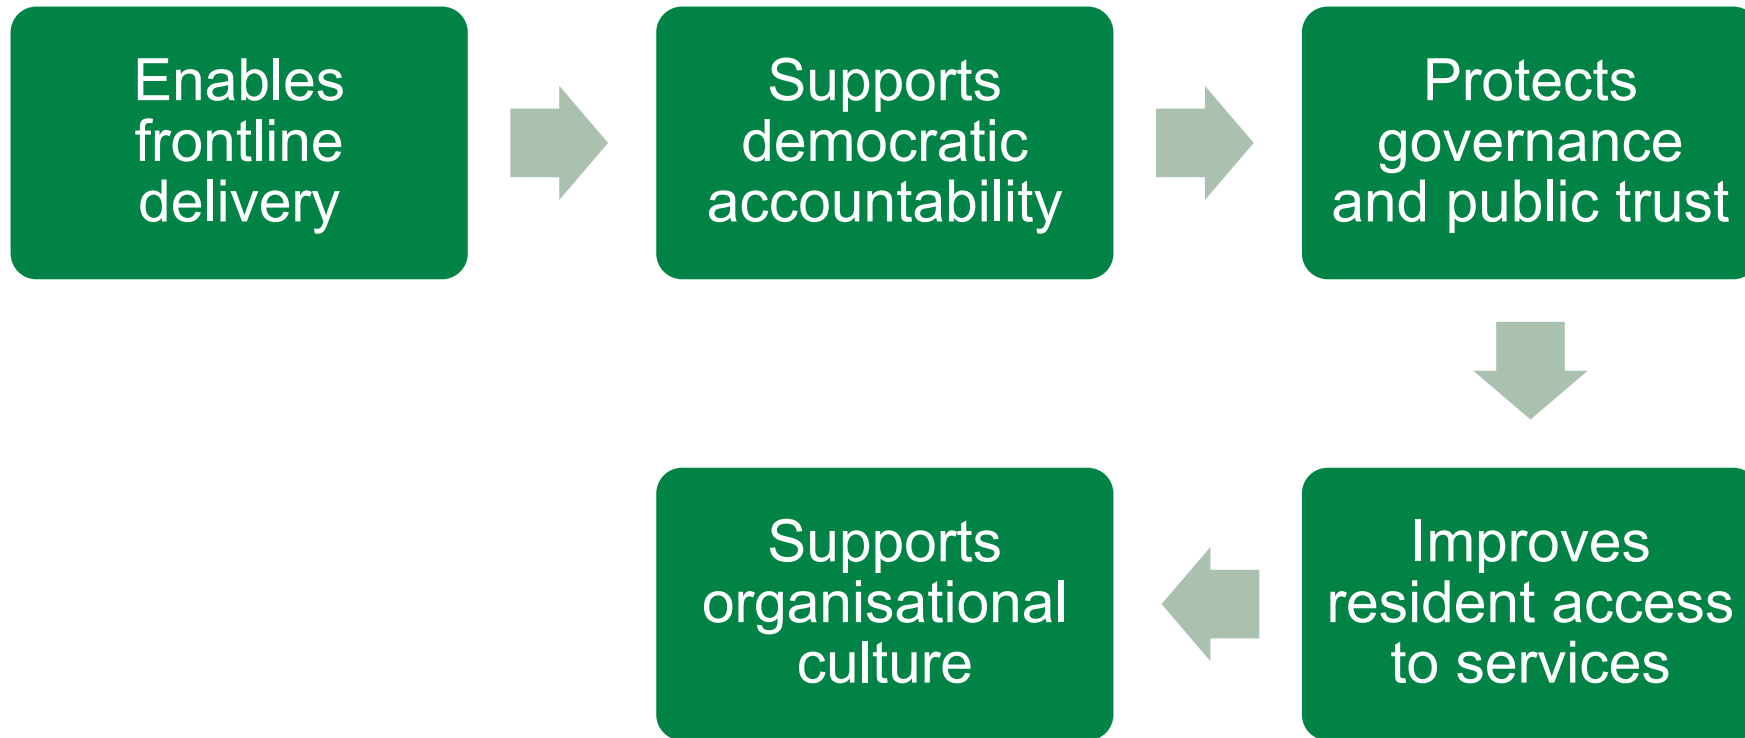 Enables
frontline
delivery
Supports
democratic
accountability
Protects
governance
and public trust
Improves
resident access
to services
Supports
organisational
culture